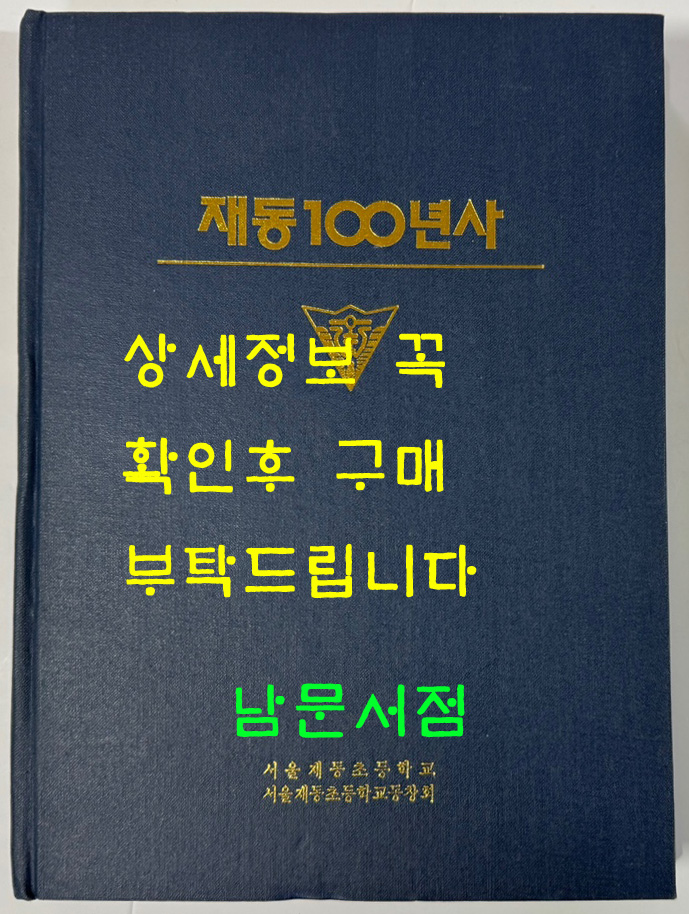 재동100년사
상세정보 꼭
확인후 구매
부탁드립니다
남문서점
서울재동초등학교
서울재동초등학교동창회